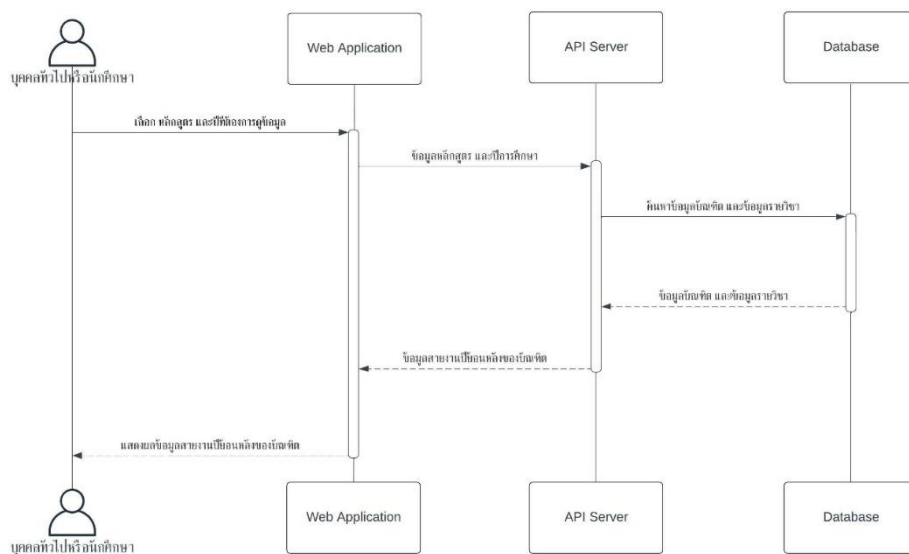 Web Application
API Server
Database
บุคคลทั่วไปหรือนักศึกษา
เลือก หลักสูตร และปีที่ต้องการดูข้อมูล
ข้อมูลหลักสูตร และปีการศึกษา
ค้นหาข้อมูลบัณฑิต และข้อมูลรายวิชา
ข้อมูลบัณฑิต และข้อมูลรายวิชา
ข้อมูลสายงานปีย้อนหลังของบัณฑิต
แสดงผลข้อมูลสายงานปีย้อนหลังของบัณฑิต
Web Application
API Server
Database
บุคคลทั่วไปหรือนักศึกษา